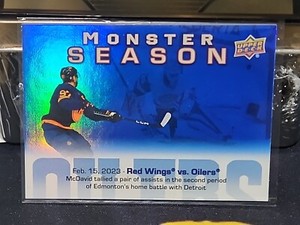 MONSTER
SEASON
UPPER DECK
OILERS
Feb. 15, 2023 - Red Wings® vs. Oilers®
McDavid tallied a pair of assists in the second period
of Edmonton's home battle with Detroit